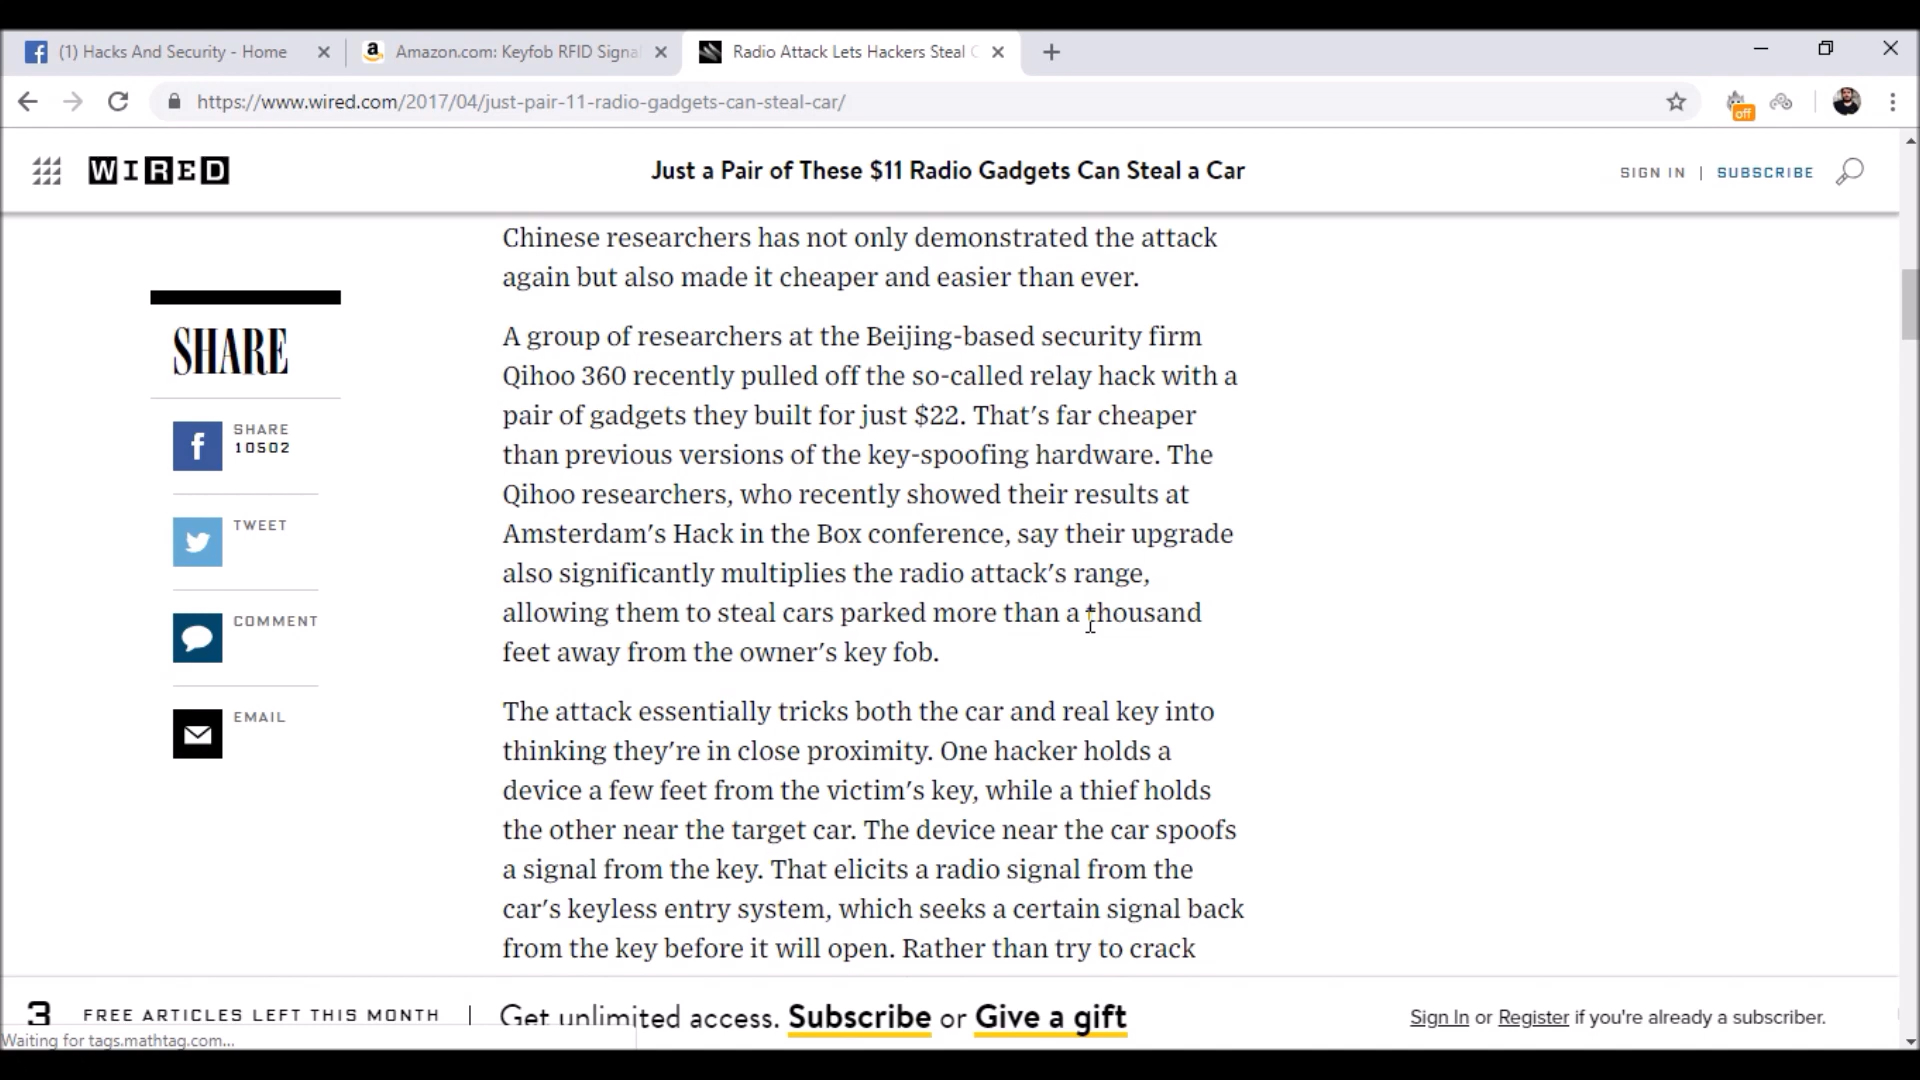 (1) Hacks And Security - Home
Amazon.com: Keyfob RFID Signa
Radio Attack Lets Hackers Steal C
https://www.wired.com/2017/04/just-pair-11-radio-gadgets-can-steal-car/
off
WIRED
Just a Pair of These $11 Radio Gadgets Can Steal a Car
SIGN IN | SUBSCRIBE
Chinese researchers has not only demonstrated the attack
again but also made it cheaper and easier than ever.
SHARE
f SHARE
10502
TWEET
COMMENT
EMAIL
A group of researchers at the Beijing-based security firm
Qihoo 360 recently pulled off the so-called relay hack with a
pair of gadgets they built for just $22. That's far cheaper
than previous versions of the key-spoofing hardware. The
Qihoo researchers, who recently showed their results at
Amsterdam's Hack in the Box conference, say their upgrade
also significantly multiplies the radio attack's range,
allowing them to steal cars parked more than a thousand
feet away from the owner's key fob.
The attack essentially tricks both the car and real key into
thinking they're in close proximity. One hacker holds a
device a few feet from the victim's key, while a thief holds
the other near the target car. The device near the car spoofs
a signal from the key. That elicits a radio signal from the
car's keyless entry system, which seeks a certain signal back
from the key before it will open. Rather than try to crack
3 FREE ARTICLES LEFT THIS MONTH | Get unlimited access. Subscribe or Give a gift
Sign In or Register if you're already a subscriber.
Waiting for tags.mathtag.com...